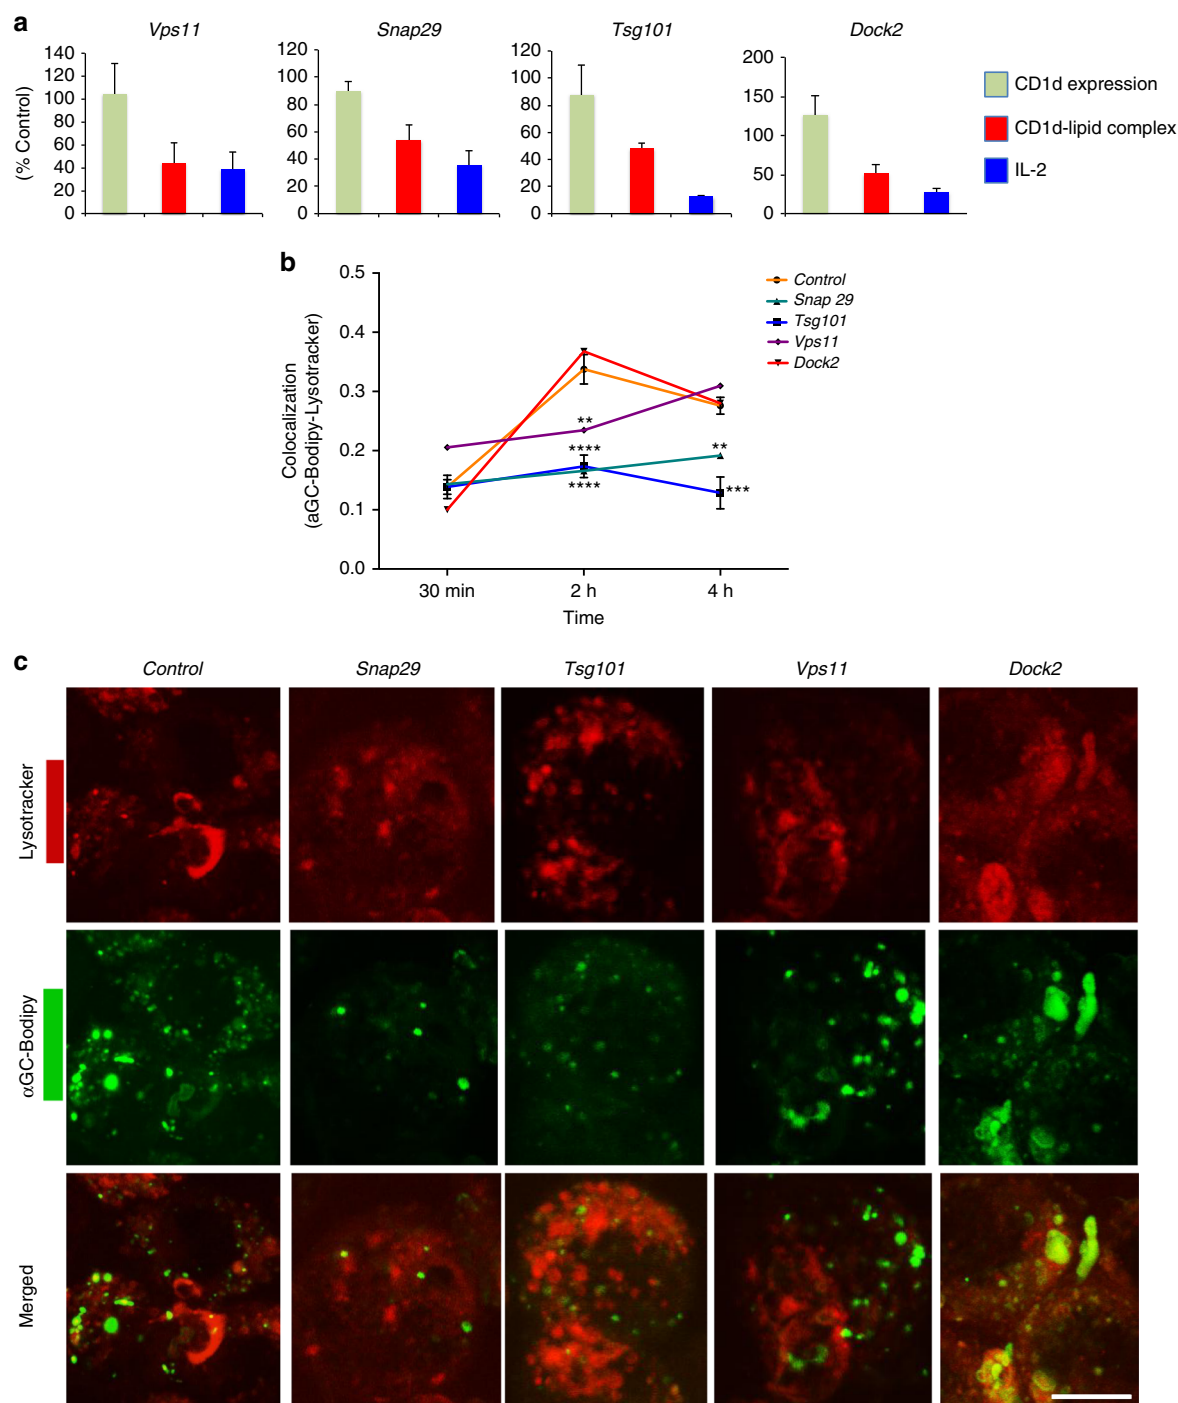 a
Vps11
Snap29
Tsg101
Dock2
(% Control)
140
120
100
80
60
40
20
0
120
100
80
60
40
20
0
120
100
80
60
40
20
0
200
150
100
50
0
CD1d expression
CD1d-lipid complex
IL-2
b
Colocalization
(aGC-Bodipy-Lysotracker)
0.5
0.4
0.3
0.2
0.1
0.0
**
****
****
**
***
30 min
2 h
4 h
Time
Control
Snap 29
Tsg101
Vps11
Dock2
c
Control
Snap29
Tsg101
Vps11
Dock2
Lysotracker
αGC-Bodipy
Merged